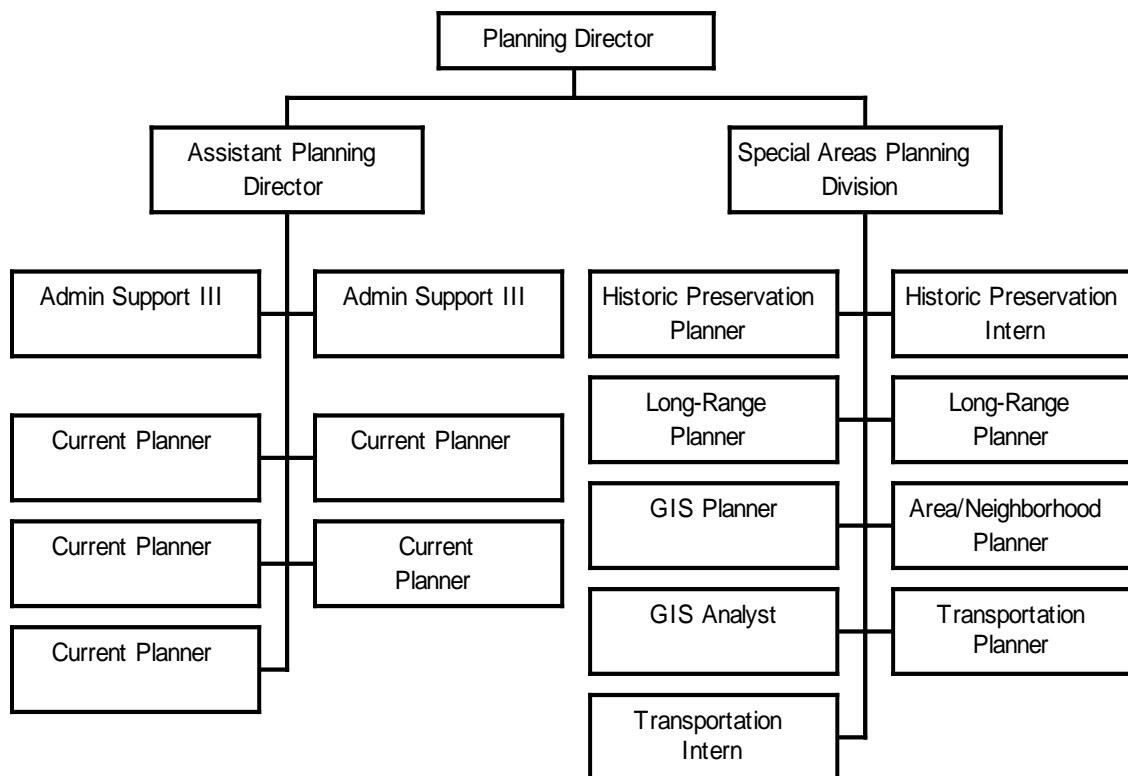 Planning Director
Assistant Planning
Director
Special Areas Planning
Division
Admin Support III
Admin Support III
Current Planner
Current Planner
Current Planner
Current
Planner
Current Planner
Historic Preservation
Planner
Historic Preservation
Intern
Long-Range
Planner
Long-Range
Planner
GIS Planner
Area/Neighborhood
Planner
GIS Analyst
Transportation
Planner
Transportation
Intern